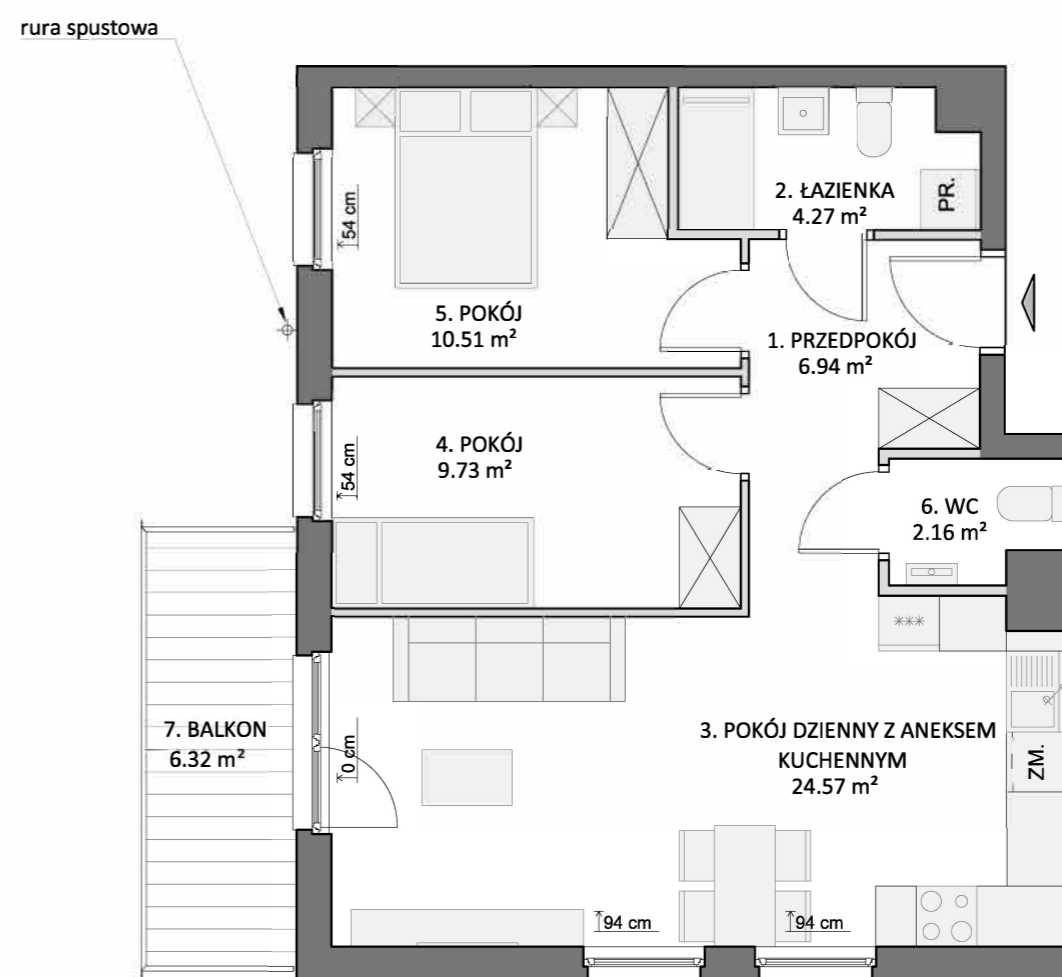 rura spustowa
2. ŁAZIENKA
4.27 m²
PR.
54 cm
5. POKÓJ
10.51 m²
1. PRZEDPOKÓJ
6.94 m²
4. POKÓJ
9.73 m²
54 cm
6. WC
2.16 m²
***
7. BALKON
6.32 m²
0 cm
3. POKÓJ DZIENNY Z ANEKSEM
KUCHENNYM
24.57 m²
ZM.
94 cm
94 cm